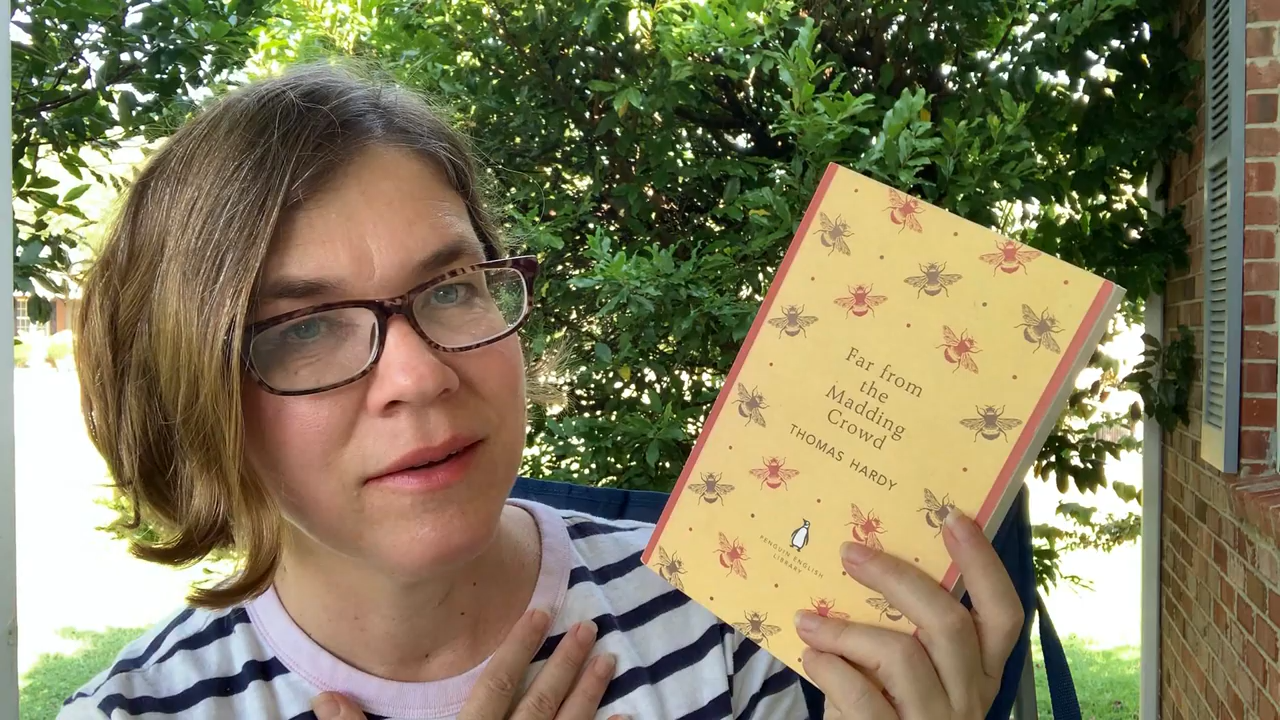 Far from
the
Madding
Crowd
THOMAS HARDY
PENGUIN ENGLISH
LIBRARY